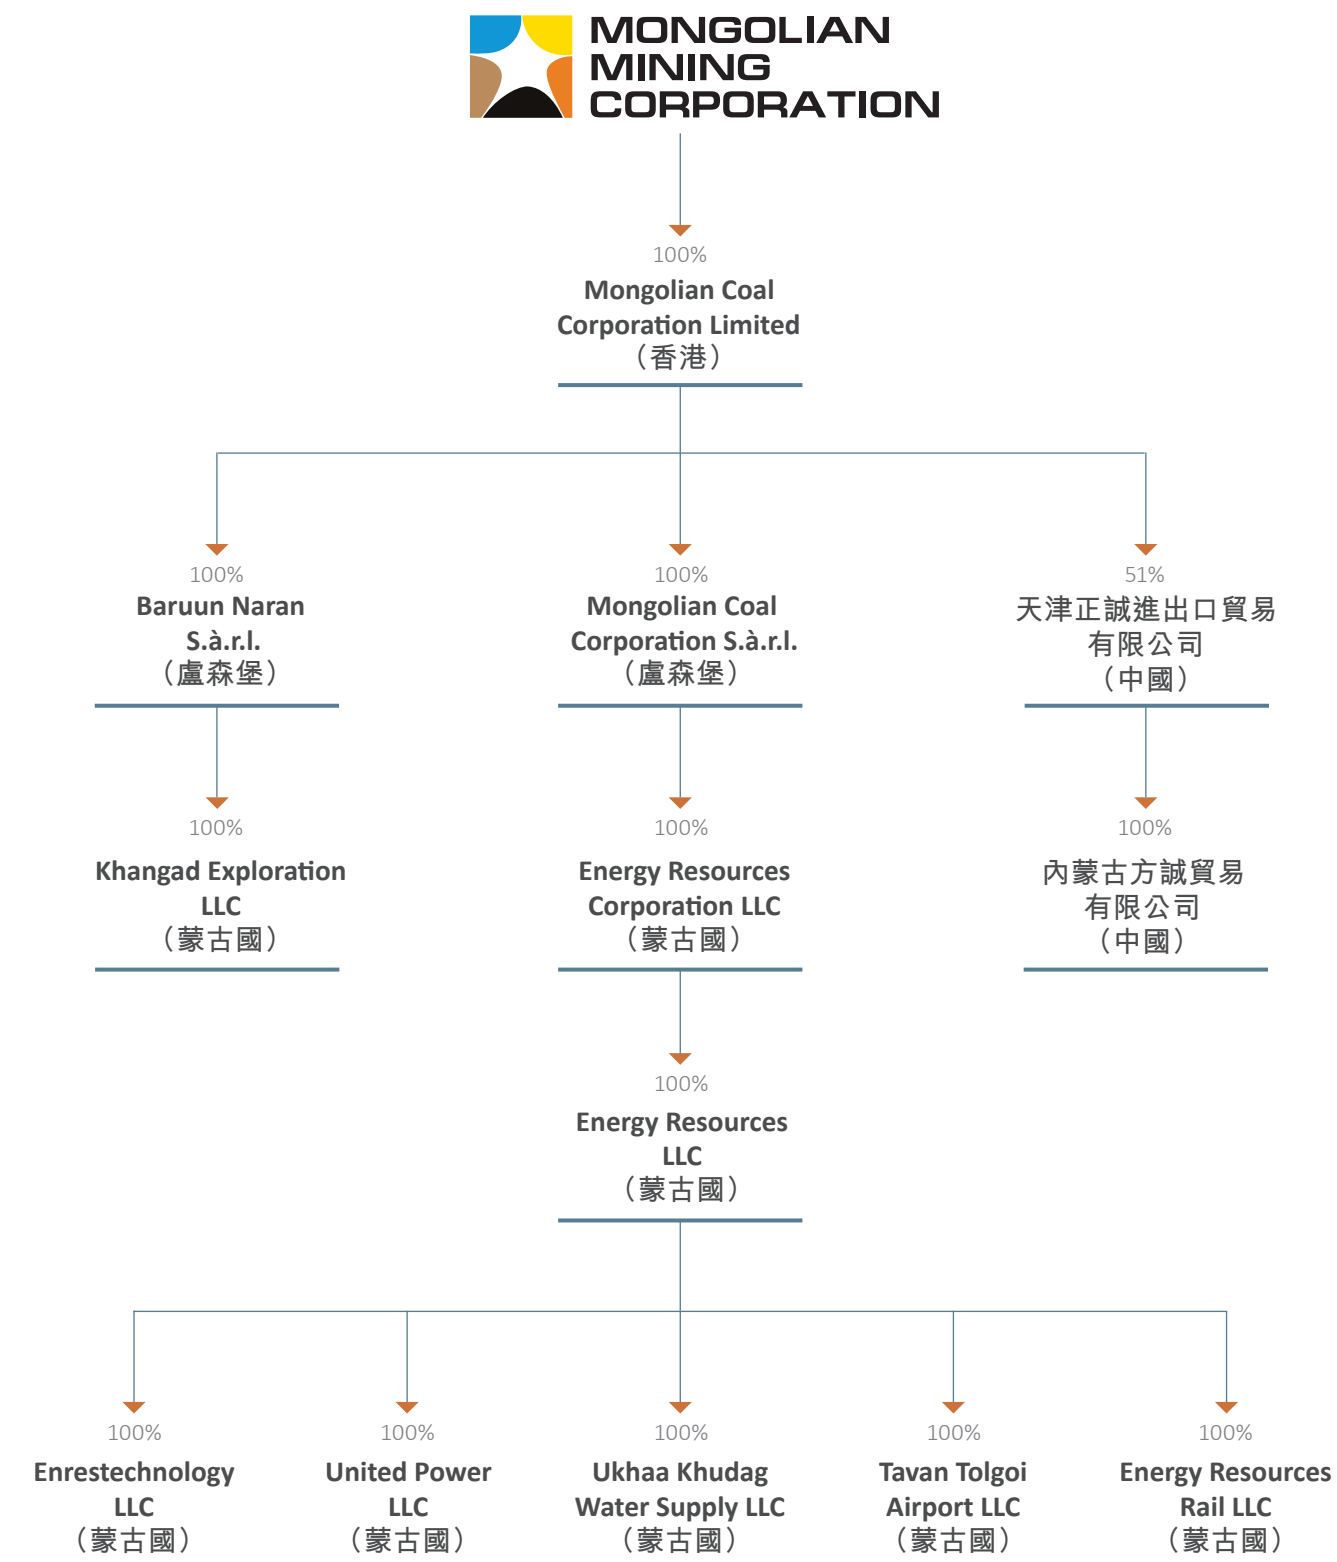 MONGOLIAN
MINING
CORPORATION
100%
Mongolian Coal
Corporation Limited
（香港）
100%
Baruun Naran
S.à.r.l.
（盧森堡）
100%
Mongolian Coal
Corporation S.à.r.l.
（盧森堡）
51%
天津正誠進出口貿易
有限公司
（中國）
100%
Khangad Exploration
LLC
（蒙古國）
100%
Energy Resources
Corporation LLC
（蒙古國）
100%
內蒙古方誠貿易
有限公司
（中國）
100%
Energy Resources
LLC
（蒙古國）
100%
Enrestechnology
LLC
（蒙古國）
100%
United Power
LLC
（蒙古國）
100%
Ukhaa Khudag
Water Supply LLC
（蒙古國）
100%
Tavan Tolgoi
Airport LLC
（蒙古國）
100%
Energy Resources
Rail LLC
（蒙古國）